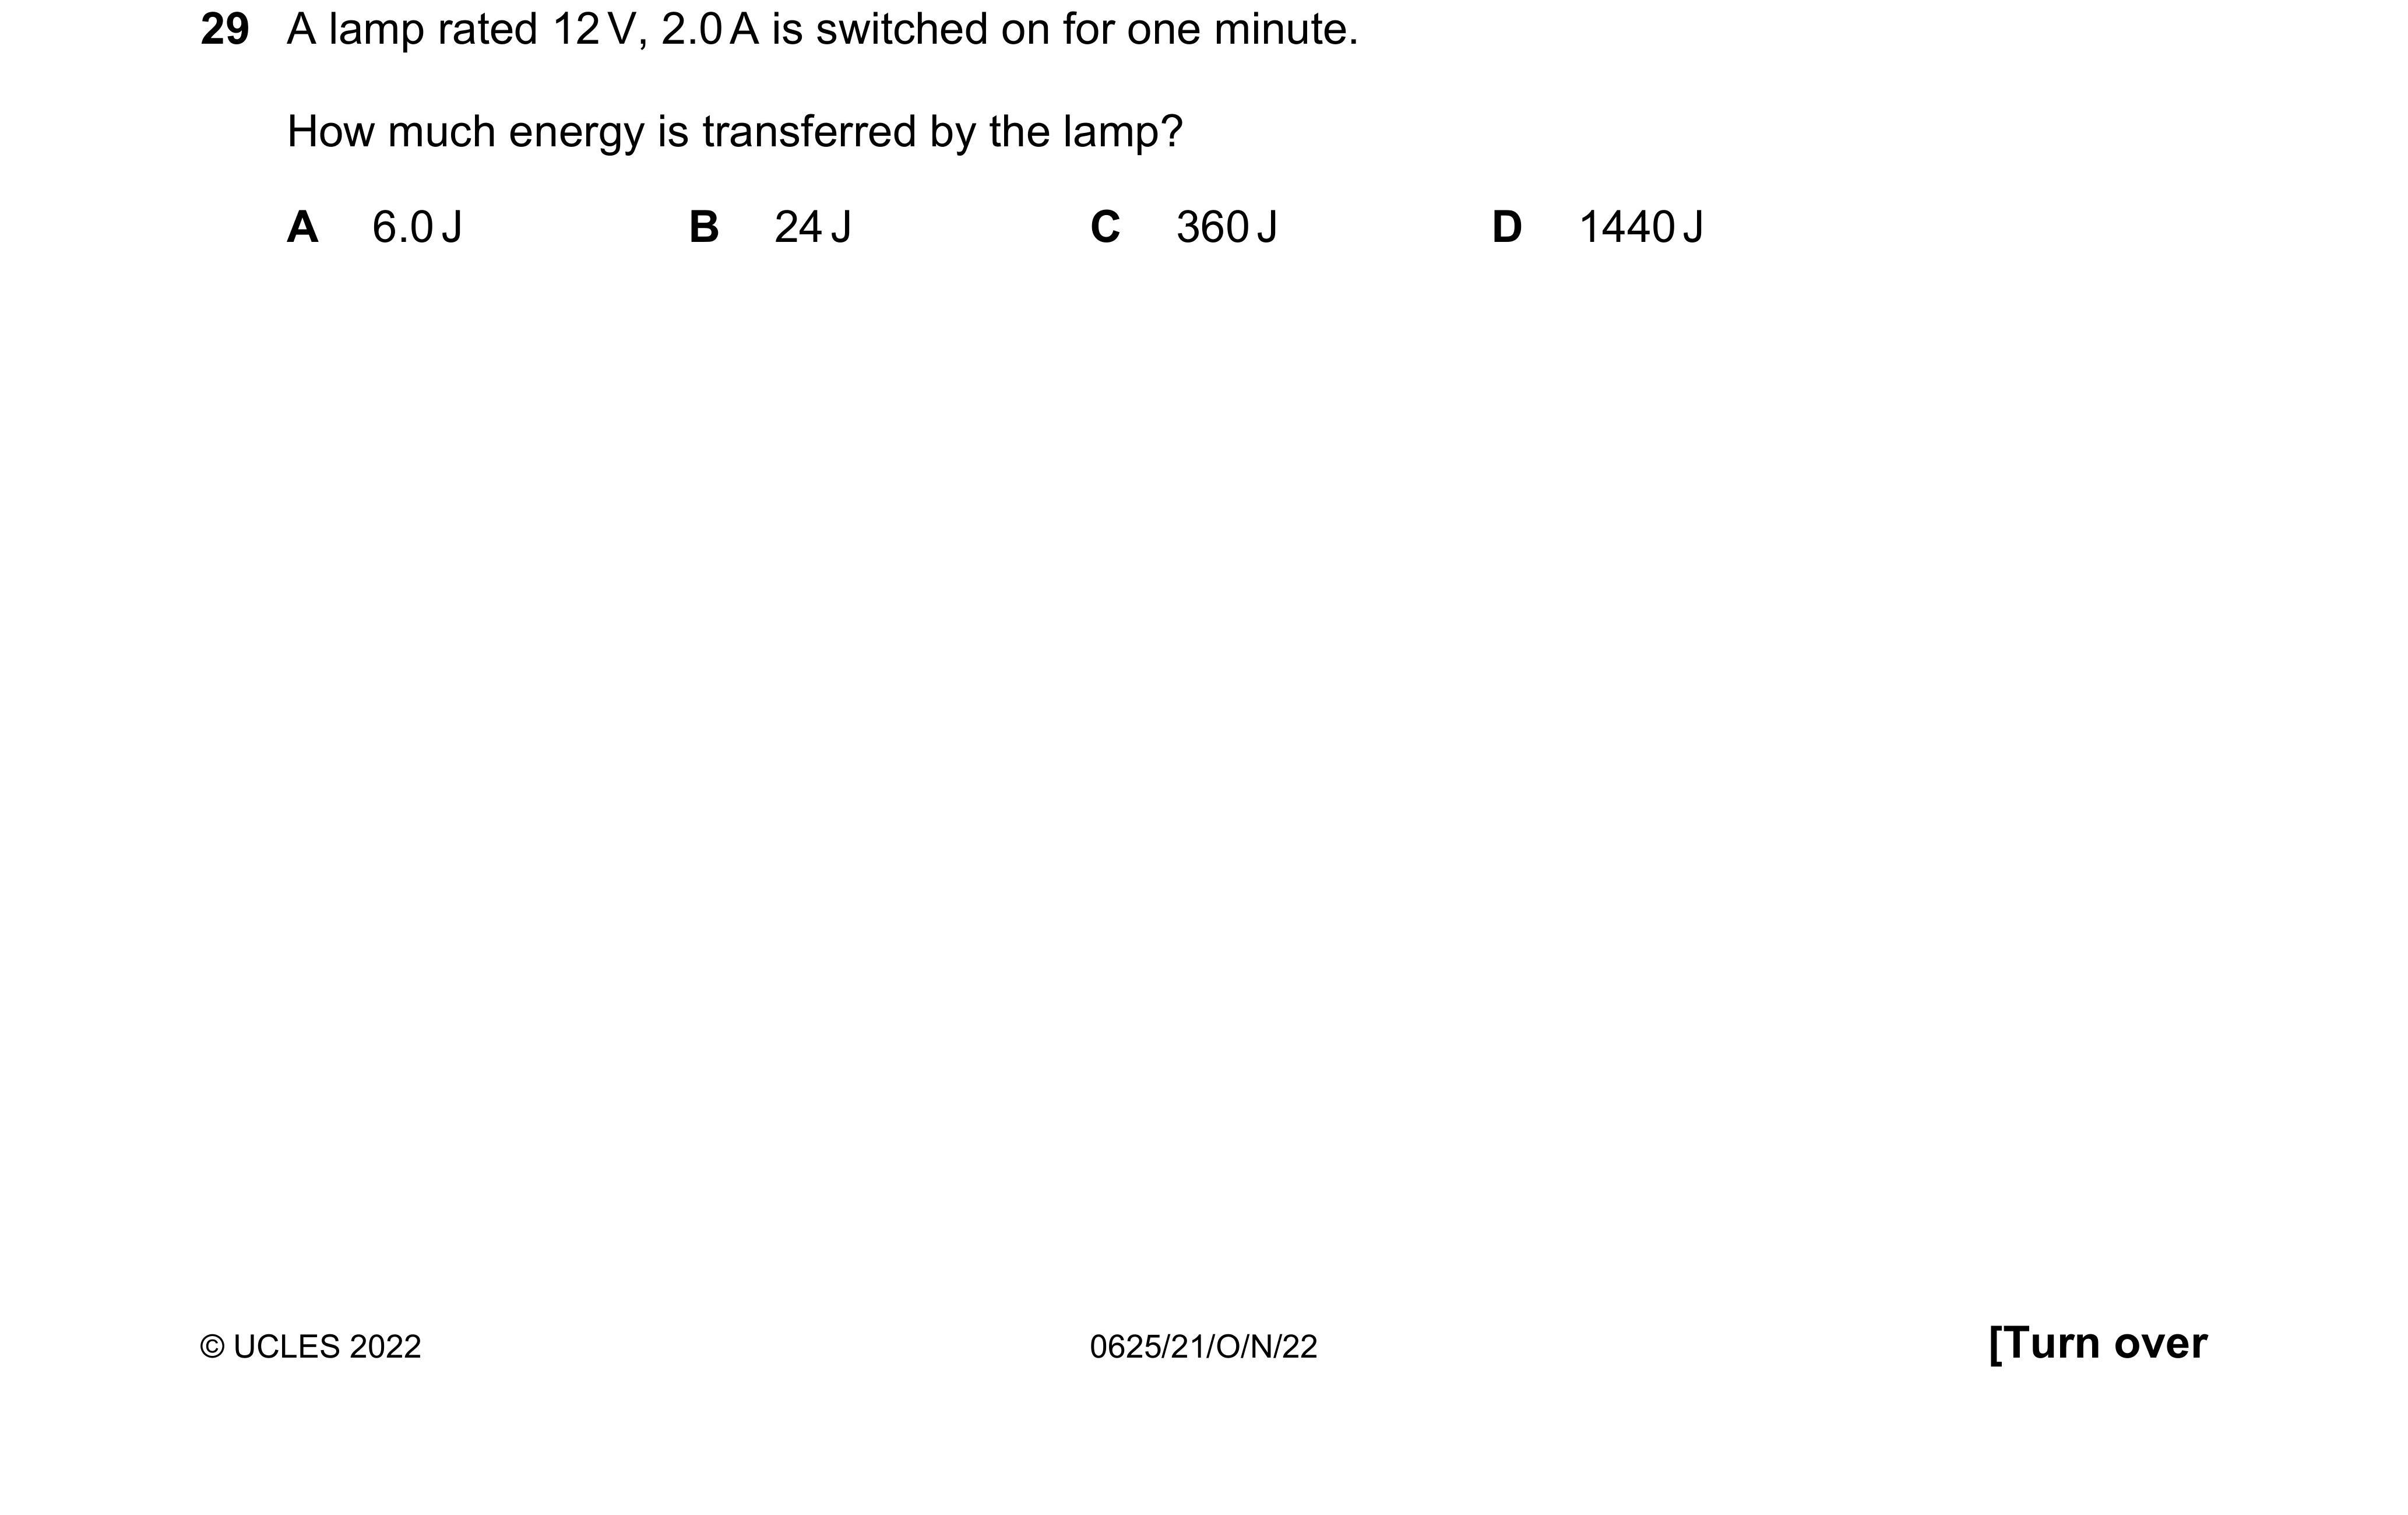 29 A lamp rated 12 V, 2.0 A is switched on for one minute.
How much energy is transferred by the lamp?
A 6.0 J B 24 J C 360 J D 1440 J
© UCLES 2022 0625/21/O/N/22 [Turn over